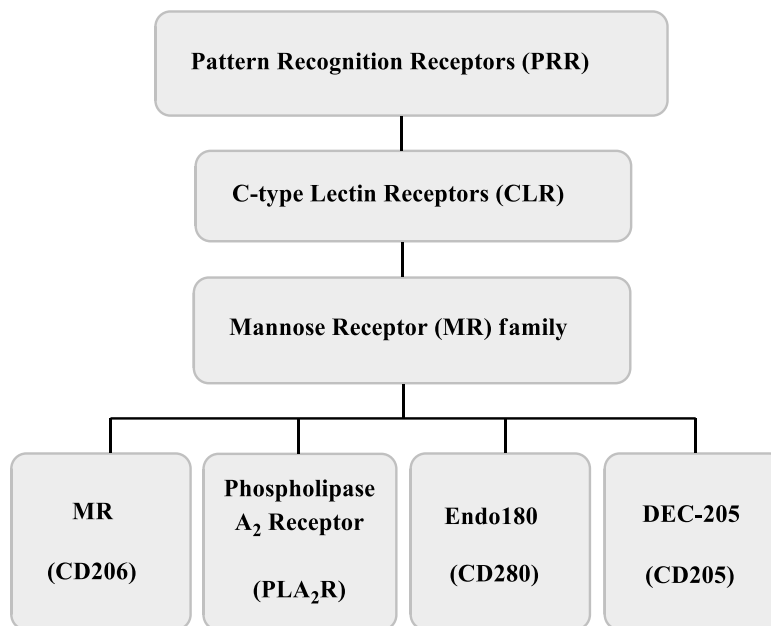 Pattern Recognition Receptors (PRR)
C-type Lectin Receptors (CLR)
Mannose Receptor (MR) family
MR
(CD206)
Phospholipase
A₂ Receptor
(PLA₂R)
Endo180
(CD280)
DEC-205
(CD205)